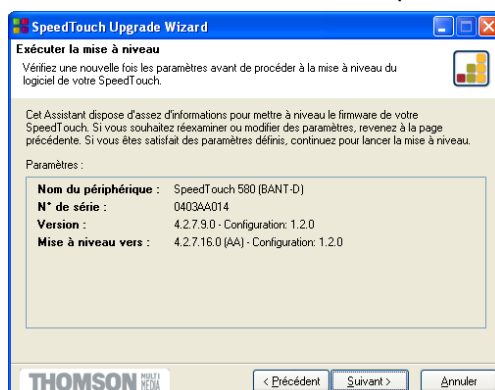 SpeedTouch Upgrade Wizard
Exécuter la mise à niveau
Vérifiez une nouvelle fois les paramètres avant de procéder à la mise à niveau du
logiciel de votre SpeedTouch.
Cet Assistant dispose d'assez d'informations pour mettre à niveau le firmware de votre
SpeedTouch. Si vous souhaitez réexaminer ou modifier des paramètres, revenez à la page
précédente. Si vous êtes satisfait des paramètres définis, continuez pour lancer la mise à niveau.
Paramètres :
Nom du périphérique : SpeedTouch 580 (BANT-D)
N° de série : 0403AA014
Version : 4.2.7.9.0 - Configuration: 1.2.0
Mise à niveau vers : 4.2.7.16.0 (AA) - Configuration: 1.2.0
THOMSON MULTI MEDIA
< Précédent Suivant > Annuler